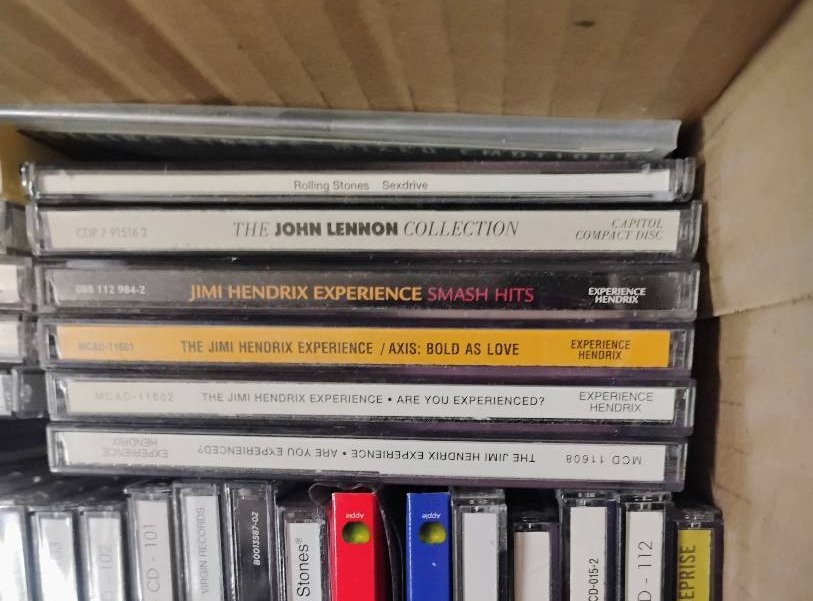 Rolling Stones Sexdrive
CDP 7 91516 2 THE JOHN LENNON COLLECTION CAPITOL COMPACT DISC
088 112 984-2 JIMI HENDRIX EXPERIENCE SMASH HITS EXPERIENCE HENDRIX
MCAD-11601 THE JIMI HENDRIX EXPERIENCE / AXIS: BOLD AS LOVE EXPERIENCE HENDRIX
MCAD-11602 THE JIMI HENDRIX EXPERIENCE • ARE YOU EXPERIENCED? EXPERIENCE HENDRIX
MCD 11608 THE JIMI HENDRIX EXPERIENCE • ARE YOU EXPERIENCED? EXPERIENCE HENDRIX
102
CD - 101
VIRGIN RECORDS
B0013587-02
Stones®
Apple
Apple
CD-015-2
D - 112
EPRISE